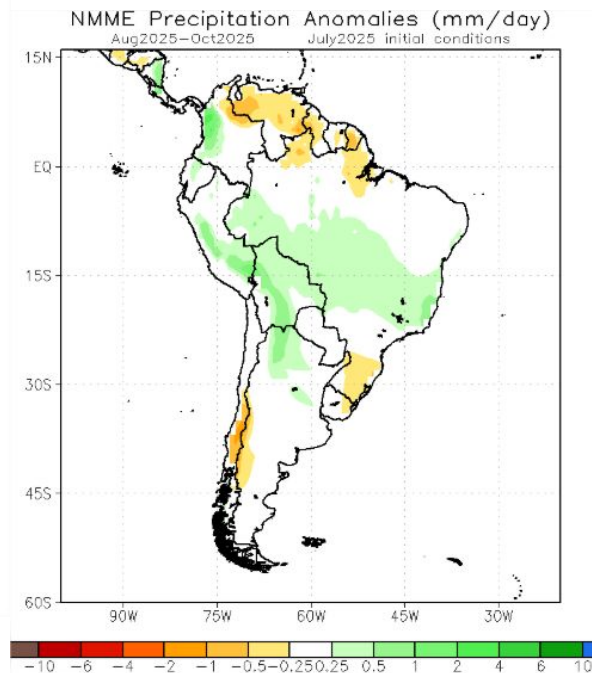 NMME Precipitation Anomalies (mm/day)
Aug2025-Oct2025 July2025 initial conditions
15N
EQ
15S
30S
45S
60S
90W 75W 60W 45W 30W
-10 -6 -4 -2 -1 -0.5 -0.25 0.25 0.5 1 2 4 6 10